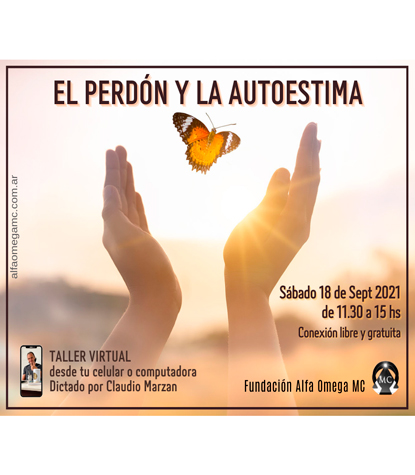 EL PERDÓN Y LA AUTOESTIMA
alfaomegamc.com.ar
Sábado 18 de Sept 2021
de 11.30 a 15 hs
Conexión libre y gratuita
TALLER VIRTUAL
desde tu celular o computadora
Dictado por Claudio Marzan
Fundación Alfa Omega MC
MC